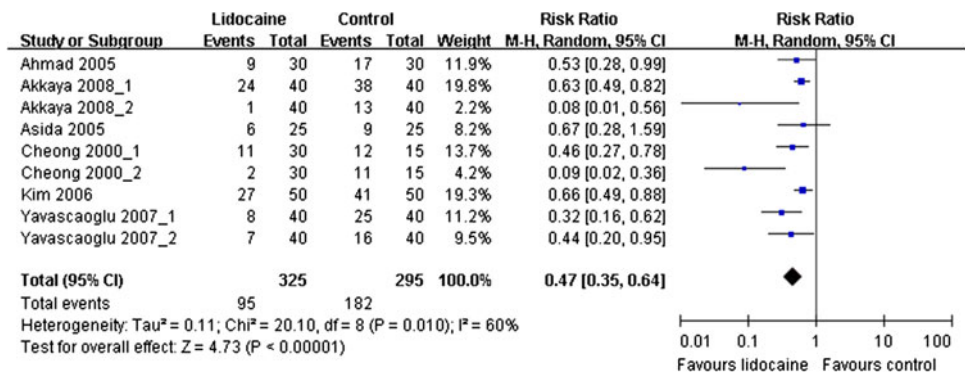 Lidocaine Control Risk Ratio Risk Ratio
Study or Subgroup Events Total Events Total Weight M-H, Random, 95% CI M-H, Random, 95% CI
Ahmad 2005 9 30 17 30 11.9% 0.53 [0.28, 0.99]
Akkaya 2008_1 24 40 38 40 19.8% 0.63 [0.49, 0.82]
Akkaya 2008_2 1 40 13 40 2.2% 0.08 [0.01, 0.56]
Asida 2005 6 25 9 25 8.2% 0.67 [0.28, 1.59]
Cheong 2000_1 11 30 12 15 13.7% 0.46 [0.27, 0.78]
Cheong 2000_2 2 30 11 15 4.2% 0.09 [0.02, 0.36]
Kim 2006 27 50 41 50 19.3% 0.66 [0.49, 0.88]
Yavascaoglu 2007_1 8 40 25 40 11.2% 0.32 [0.16, 0.62]
Yavascaoglu 2007_2 7 40 16 40 9.5% 0.44 [0.20, 0.95]
Total (95% CI) 325 295 100.0% 0.47 [0.35, 0.64]
Total events 95 182
Heterogeneity: Tau² = 0.11; Chi² = 20.10, df = 8 (P = 0.010); I² = 60%
Test for overall effect: Z = 4.73 (P < 0.00001)
0.01 0.1 1 10 100
Favours lidocaine Favours control